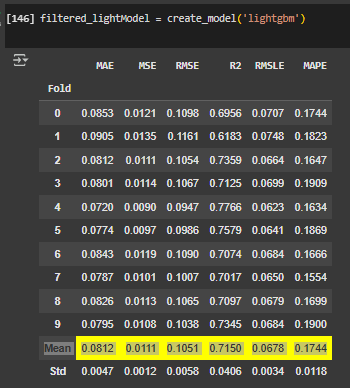 [146] filtered_lightModel = create_model('lightgbm')
MAE MSE RMSE R2 RMSLE MAPE
Fold
0 0.0853 0.0121 0.1098 0.6956 0.0707 0.1744
1 0.0905 0.0135 0.1161 0.6183 0.0748 0.1823
2 0.0812 0.0111 0.1054 0.7359 0.0664 0.1647
3 0.0801 0.0114 0.1067 0.7125 0.0699 0.1909
4 0.0720 0.0090 0.0947 0.7766 0.0623 0.1634
5 0.0774 0.0097 0.0986 0.7579 0.0641 0.1869
6 0.0843 0.0119 0.1090 0.7074 0.0684 0.1666
7 0.0787 0.0101 0.1007 0.7017 0.0650 0.1554
8 0.0826 0.0113 0.1065 0.7097 0.0679 0.1699
9 0.0795 0.0108 0.1038 0.7345 0.0684 0.1900
Mean 0.0812 0.0111 0.1051 0.7150 0.0678 0.1744
Std 0.0047 0.0012 0.0058 0.0406 0.0034 0.0118